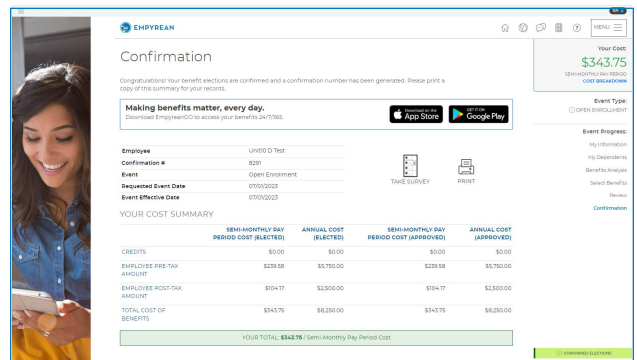 EMPYREAN
MENU
Confirmation
Congratulations! Your benefit elections are confirmed and a confirmation number has been generated. Please print a
copy of this summary for your records.
Making benefits matter, every day.
Download EmpyreanGO to access your benefits 24/7/365.
Download on the
App Store
GET IT ON
Google Play
Employee Unit10 D Test
Confirmation # 8291
Event Open Enrollment
Requested Event Date 07/01/2023
Event Effective Date 07/01/2023
TAKE SURVEY
PRINT
YOUR COST SUMMARY
SEMI-MONTHLY PAY PERIOD COST (ELECTED) ANNUAL COST (ELECTED) SEMI-MONTHLY PAY PERIOD COST (APPROVED) ANNUAL COST (APPROVED)
CREDITS $0.00 $0.00 $0.00 $0.00
EMPLOYEE PRE-TAX AMOUNT $239.58 $5,750.00 $239.58 $5,750.00
EMPLOYEE POST-TAX AMOUNT $104.17 $2,500.00 $104.17 $2,500.00
TOTAL COST OF BENEFITS $343.75 $8,250.00 $343.75 $8,250.00
YOUR TOTAL: $343.75 / Semi-Monthly Pay Period Cost
Your Cost:
$343.75
SEMI-MONTHLY PAY PERIOD
COST BREAKDOWN
Event Type:
OPEN ENROLLMENT
Event Progress:
My Information
My Dependents
Benefits Analysis
Select Benefits
Review
Confirmation
CONFIRMED ELECTIONS